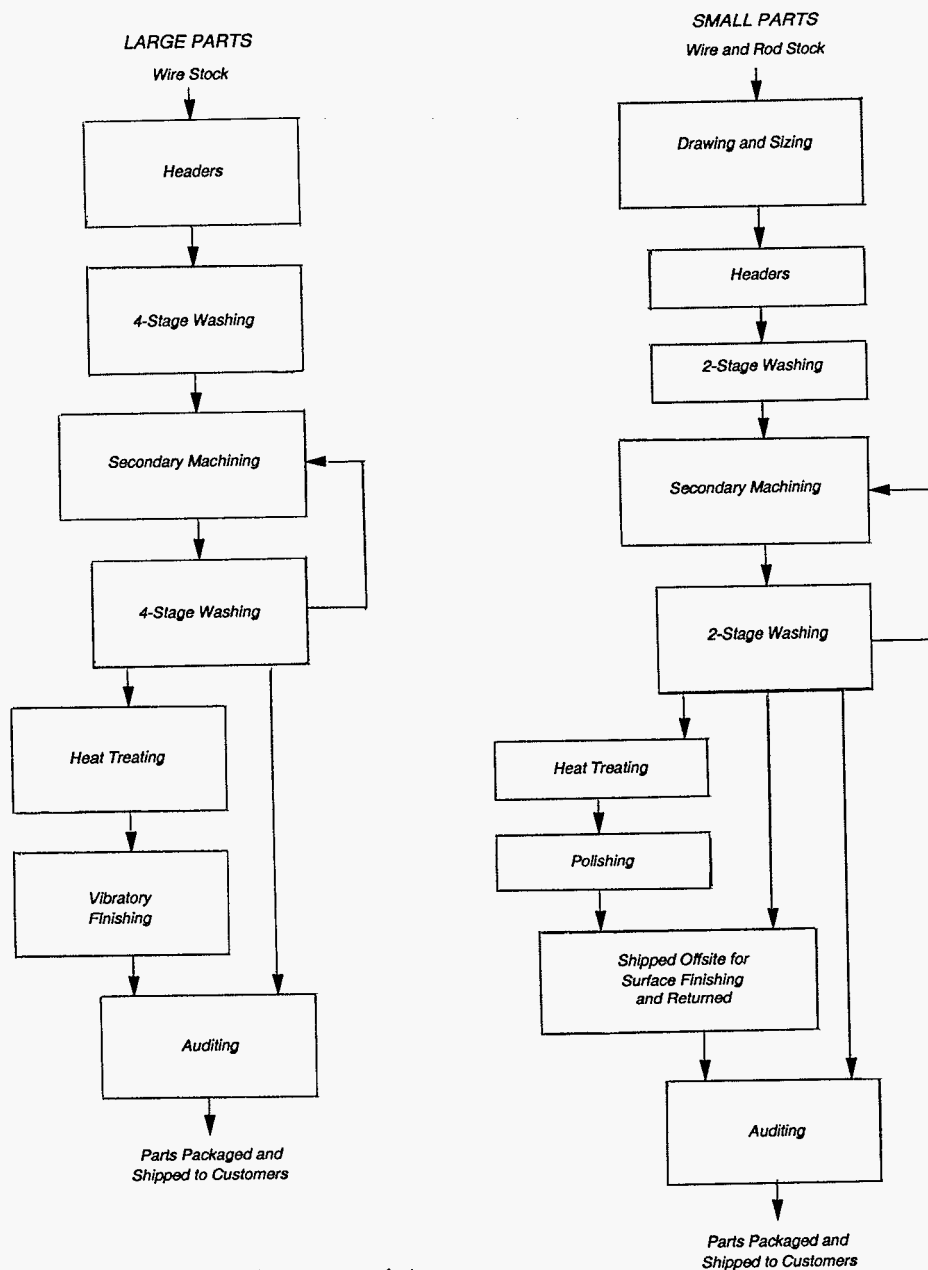 LARGE PARTS
Wire Stock
Headers
4-Stage Washing
Secondary Machining
4-Stage Washing
Heat Treating
Vibratory
Finishing
Auditing
Parts Packaged and
Shipped to Customers
SMALL PARTS
Wire and Rod Stock
Drawing and Sizing
Headers
2-Stage Washing
Secondary Machining
2-Stage Washing
Heat Treating
Polishing
Shipped Offsite for
Surface Finishing
and Returned
Auditing
Parts Packaged and
Shipped to Customers